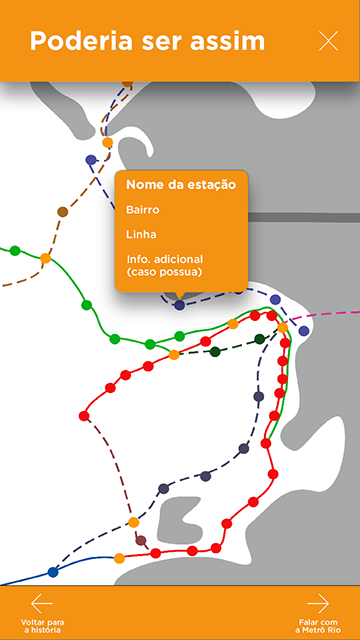 Poderia ser assim
Nome da estação
Bairro
Linha
Info. adicional
(caso possua)
Voltar para
a história
Falar com
a Metrô Rio